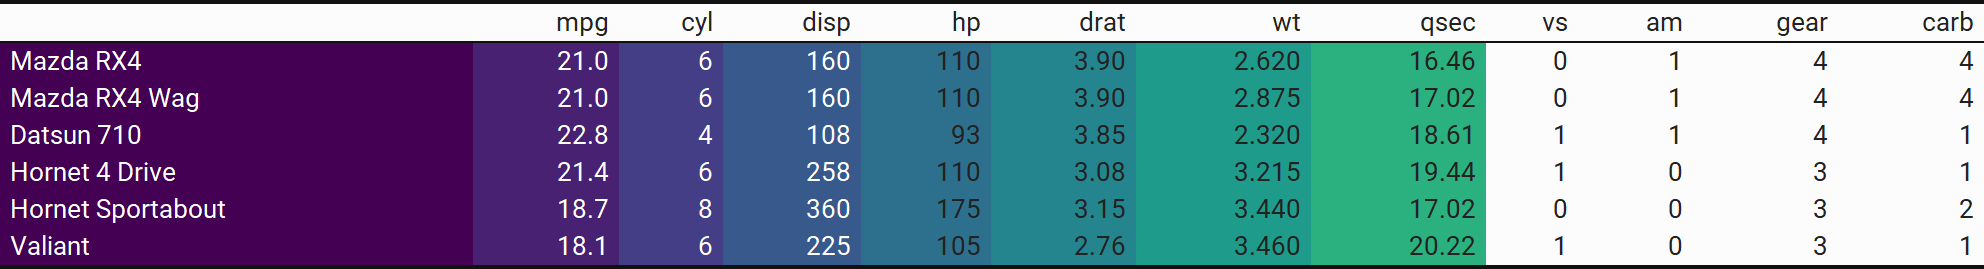 mpg cyl disp hp drat wt qsec vs am gear carb
Mazda RX4 21.0 6 160 110 3.90 2.620 16.46 0 1 4 4
Mazda RX4 Wag 21.0 6 160 110 3.90 2.875 17.02 0 1 4 4
Datsun 710 22.8 4 108 93 3.85 2.320 18.61 1 1 4 1
Hornet 4 Drive 21.4 6 258 110 3.08 3.215 19.44 1 0 3 1
Hornet Sportabout 18.7 8 360 175 3.15 3.440 17.02 0 0 3 2
Valiant 18.1 6 225 105 2.76 3.460 20.22 1 0 3 1